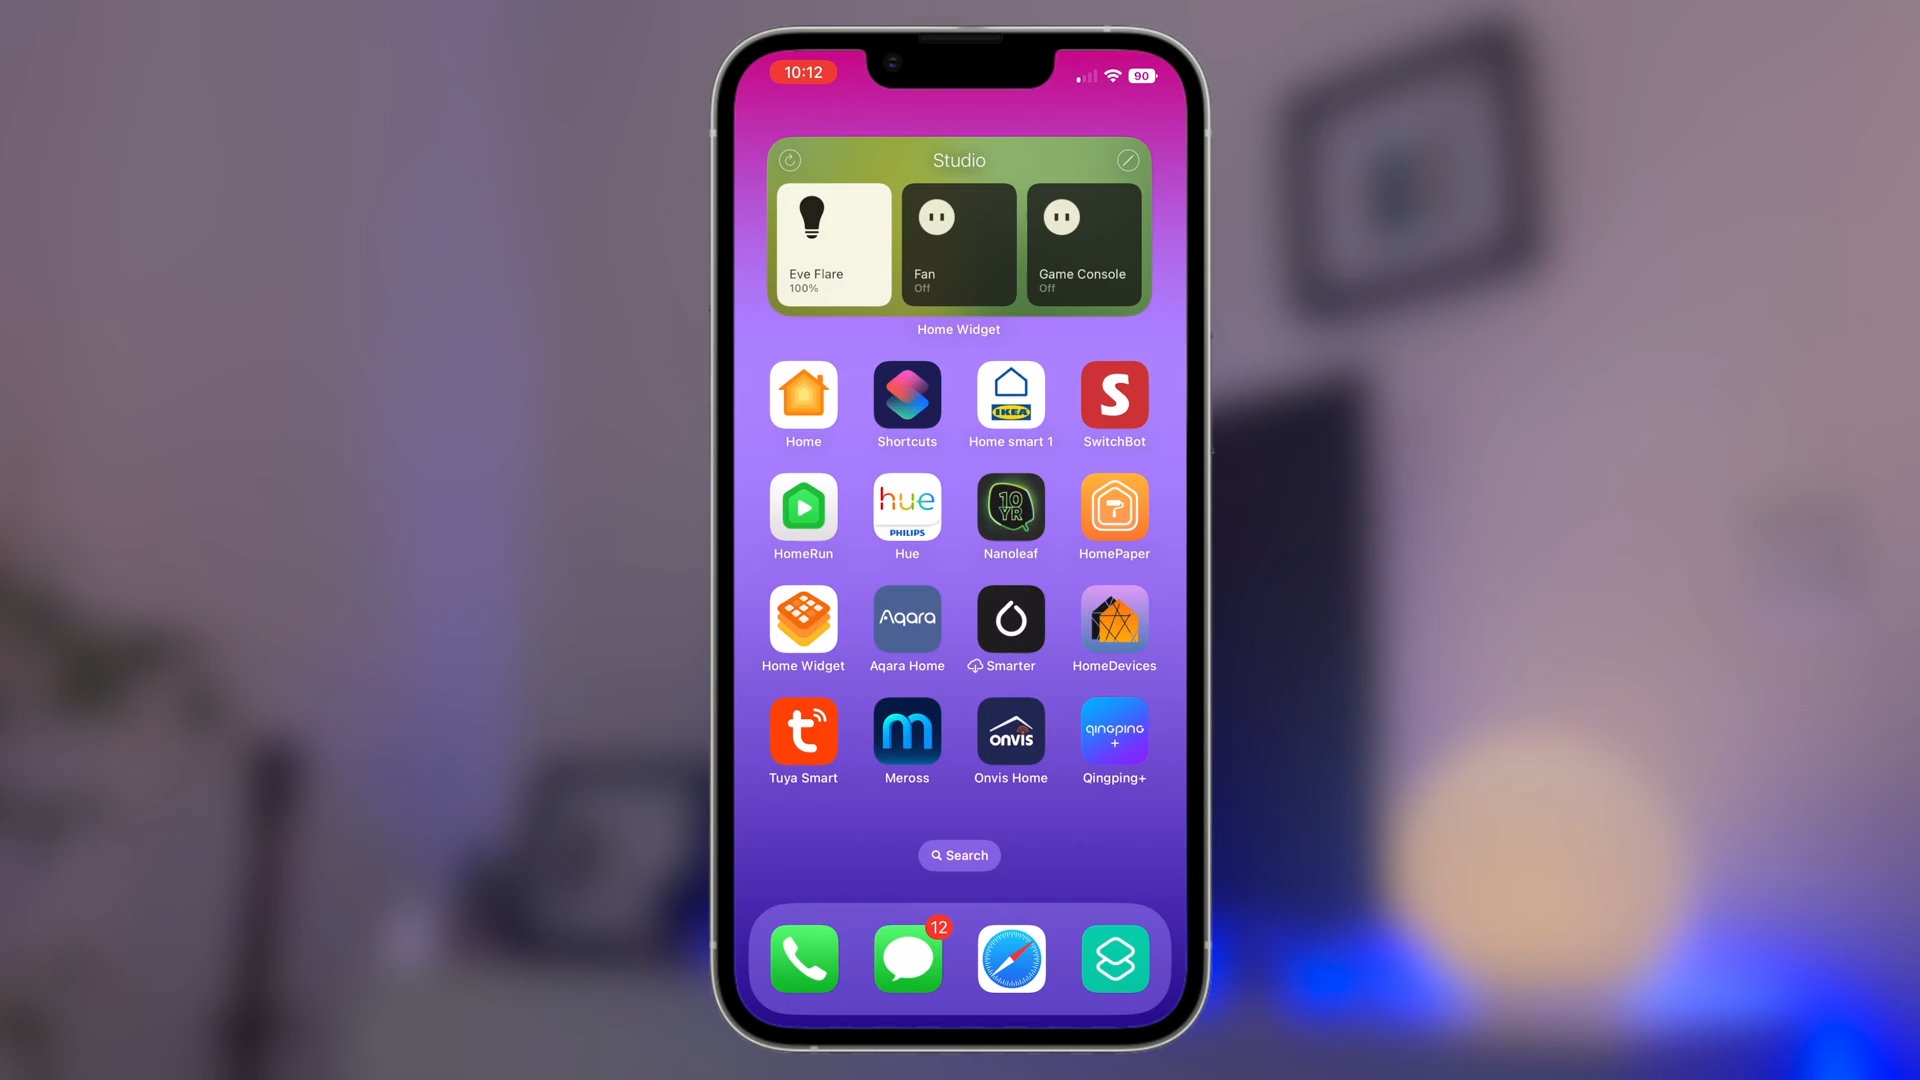 10:12
90
Studio
Eve Flare
100%
Fan
Off
Game Console
Off
Home Widget
IKEA
Home
Shortcuts
Home smart 1
S
SwitchBot
hue
PHILIPS
10
YR
HomeRun
Hue
Nanoleaf
HomePaper
Aqara
Home Widget
Aqara Home
Smarter
HomeDevices
t
m
onvis
qingping
+
Tuya Smart
Meross
Onvis Home
Qingping+
Search
12